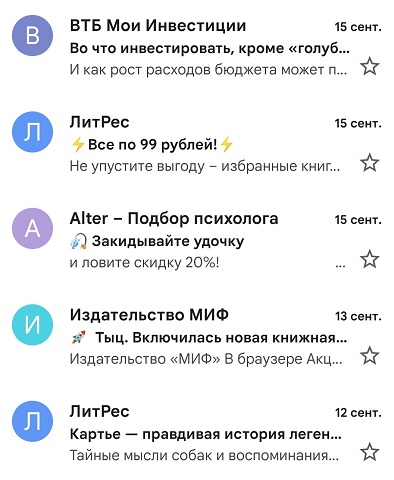 В
ВТБ Мои Инвестиции 15 сент.
Во что инвестировать, кроме «голуб...
И как рост расходов бюджета может п...
Л
ЛитРес 15 сент.
⚡Все по 99 рублей!⚡
Не упустите выгоду – избранные книг...
A
Alter – Подбор психолога 15 сент.
🎣 Закидывайте удочку
и ловите скидку 20%! ...
И
Издательство МИФ 13 сент.
🚀 Тыц. Включилась новая книжная...
Издательство «МИФ» В браузере Акц...
Л
ЛитРес 12 сент.
Картье — правдивая история леген...
Тайные мысли собак и воспоминания...